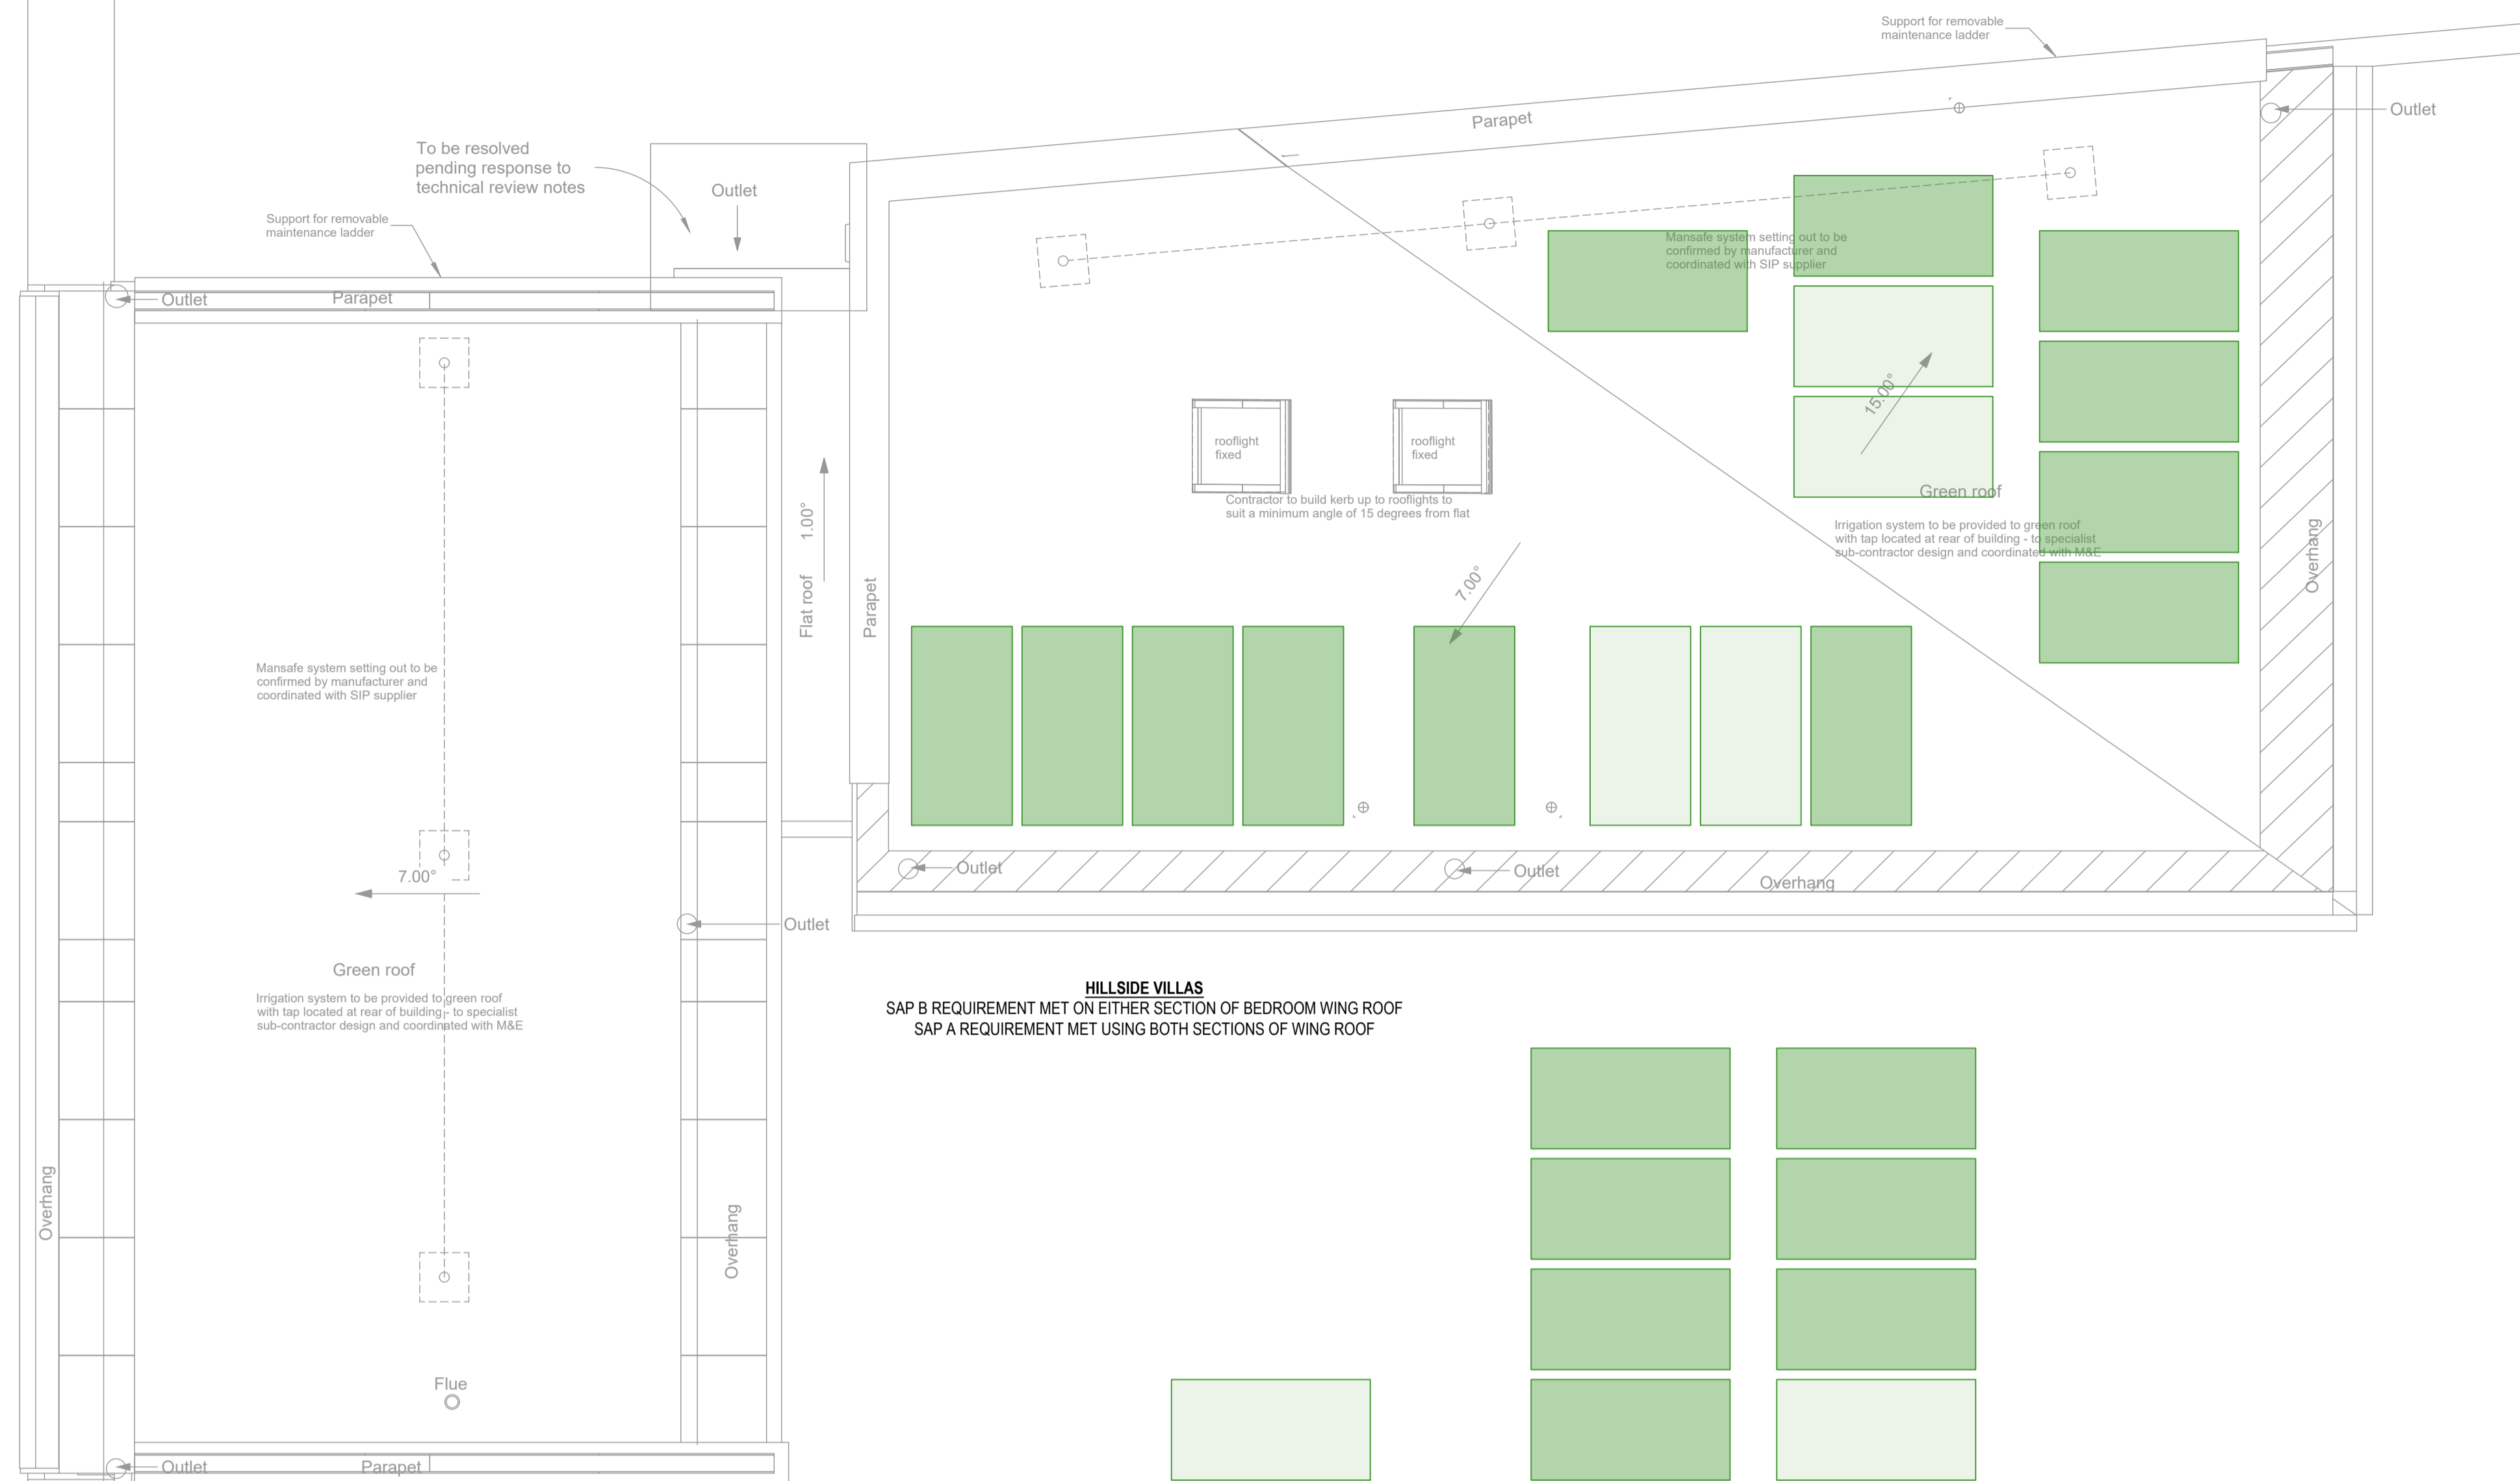 Support for removable
maintenance ladder
Outlet
Parapet
To be resolved
pending response to
technical review notes
Outlet
Support for removable
maintenance ladder
Outlet
Parapet
Mansafe system setting out to be
confirmed by manufacturer and
coordinated with SIP supplier
15.00°
rooflight
fixed
rooflight
fixed
Contractor to build kerb up to rooflights to
suit a minimum angle of 15 degrees from flat
Green roof
Irrigation system to be provided to green roof
with tap located at rear of building - to specialist
sub-contractor design and coordinated with M&E
Overhang
Flat roof 1.00°
Parapet
7.00°
Mansafe system setting out to be
confirmed by manufacturer and
coordinated with SIP supplier
7.00°
Outlet
Outlet
Overhang
Outlet
Green roof
Irrigation system to be provided to green roof
with tap located at rear of building - to specialist
sub-contractor design and coordinated with M&E
HILLSIDE VILLAS
SAP B REQUIREMENT MET ON EITHER SECTION OF BEDROOM WING ROOF
SAP A REQUIREMENT MET USING BOTH SECTIONS OF WING ROOF
Overhang
Overhang
Flue
Outlet
Parapet